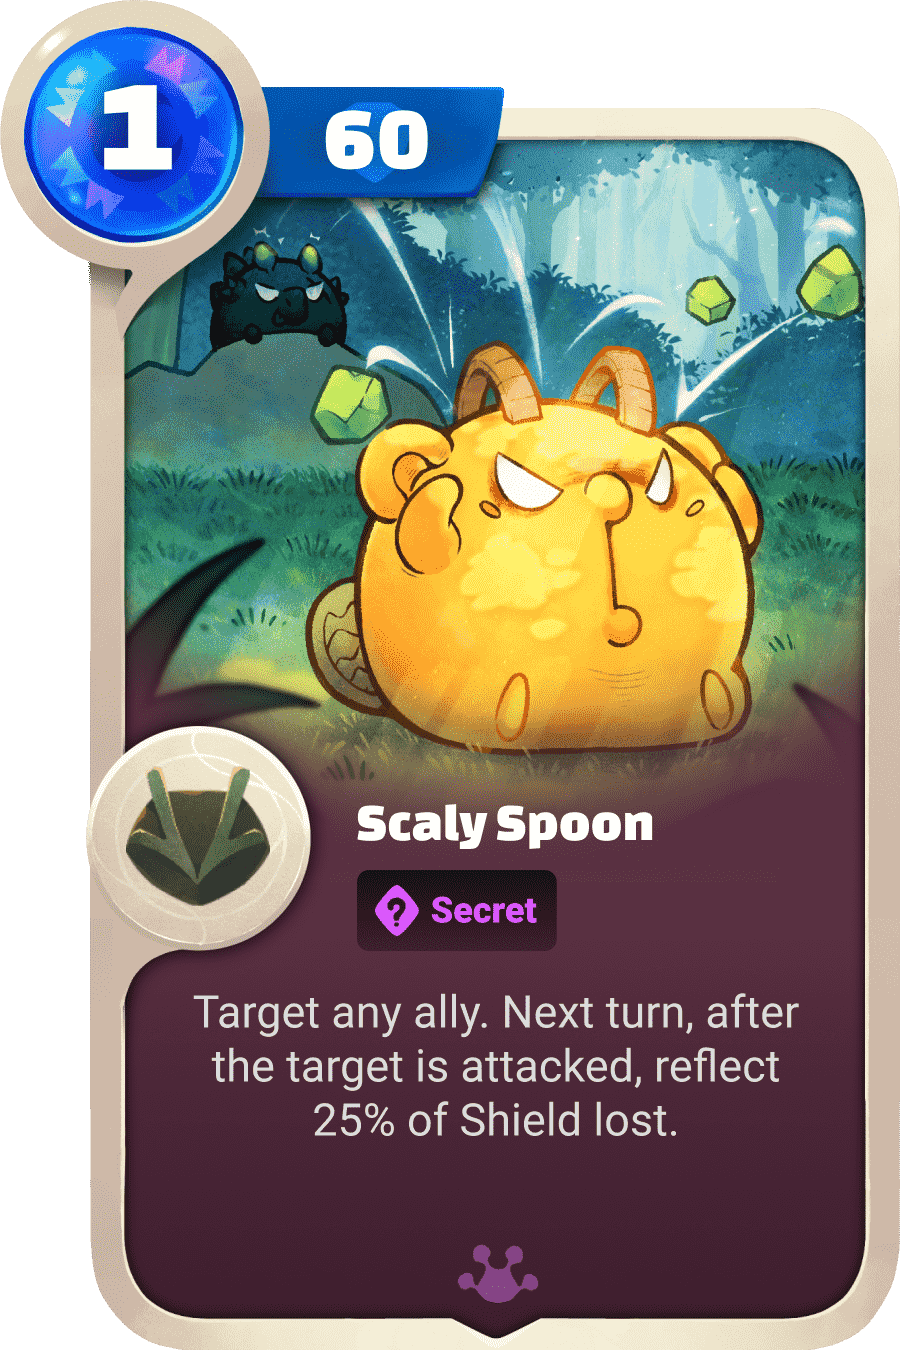 1
60
Scaly Spoon
? Secret
Target any ally. Next turn, after
the target is attacked, reflect
25% of Shield lost.